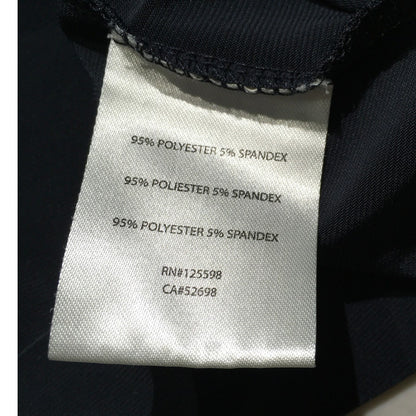 95% POLYESTER 5% SPANDEX
95% POLIESTER 5% SPANDEX
95% POLYESTER 5% SPANDEX
RN#125598
CA#52698